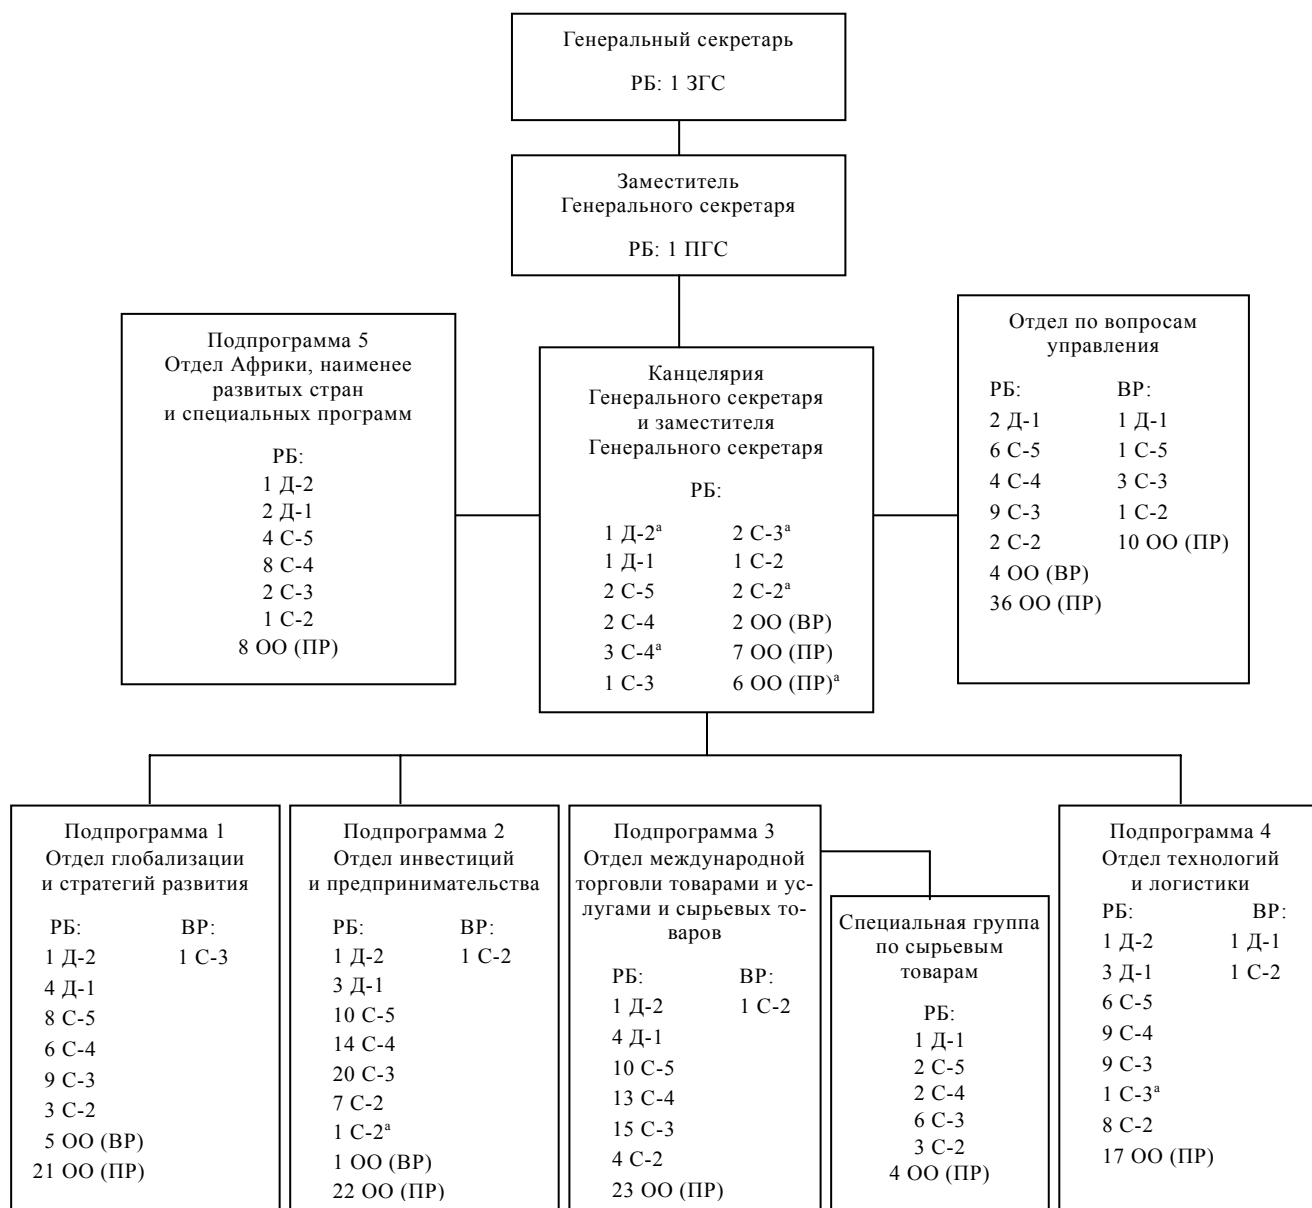 Генеральный секретарь
РБ: 1 ЗГС
Заместитель
Генерального секретаря
РБ: 1 ПГС
Подпрограмма 5
Отдел Африки, наименее
развитых стран
и специальных программ
РБ:
1 Д-2
2 Д-1
4 С-5
8 С-4
2 С-3
1 С-2
8 ОО (ПР)
Канцелярия
Генерального секретаря
и заместителя
Генерального секретаря
РБ:
1 Д-2ᵃ
1 Д-1
2 С-5
2 С-4
3 С-4ᵃ
1 С-3
2 С-3ᵃ
1 С-2
2 С-2ᵃ
2 ОО (ВР)
7 ОО (ПР)
6 ОО (ПР)ᵃ
Отдел по вопросам
управления
РБ:
2 Д-1
6 С-5
4 С-4
9 С-3
2 С-2
4 ОО (ВР)
36 ОО (ПР)
ВР:
1 Д-1
1 С-5
3 С-3
1 С-2
10 ОО (ПР)
Подпрограмма 1
Отдел глобализации
и стратегий развития
РБ:
1 Д-2
4 Д-1
8 С-5
6 С-4
9 С-3
3 С-2
5 ОО (ВР)
21 ОО (ПР)
ВР:
1 С-3
Подпрограмма 2
Отдел инвестиций
и предпринимательства
РБ:
1 Д-2
3 Д-1
10 С-5
14 С-4
20 С-3
7 С-2
1 С-2ᵃ
1 ОО (ВР)
22 ОО (ПР)
ВР:
1 С-2
Подпрограмма 3
Отдел международной
торговли товарами и ус-
лугами и сырьевых то-
варов
РБ:
1 Д-2
4 Д-1
10 С-5
13 С-4
15 С-3
4 С-2
23 ОО (ПР)
ВР:
1 С-2
Специальная группа
по сырьевым
товарам
РБ:
1 Д-1
2 С-5
2 С-4
6 С-3
3 С-2
4 ОО (ПР)
Подпрограмма 4
Отдел технологий
и логистики
РБ:
1 Д-2
3 Д-1
6 С-5
9 С-4
9 С-3
1 С-3ᵃ
8 С-2
17 ОО (ПР)
ВР:
1 Д-1
1 С-2